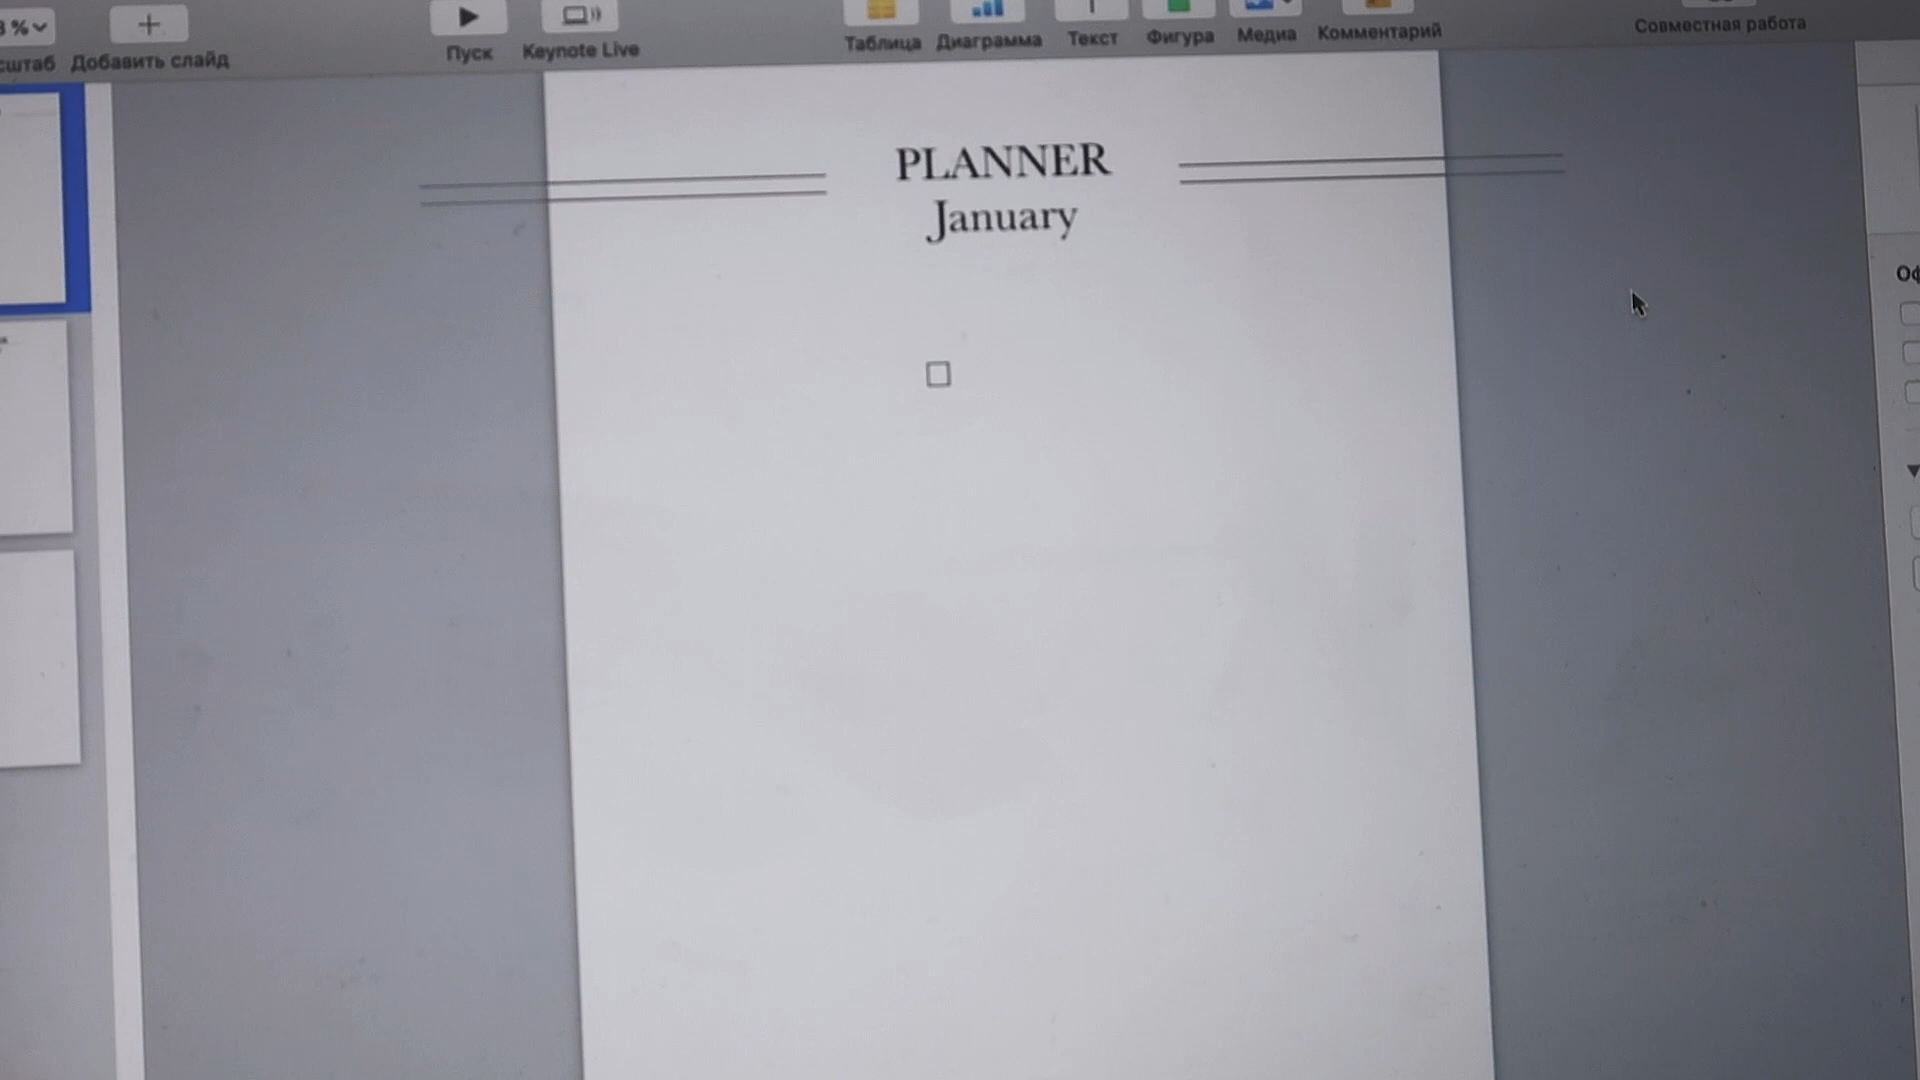 %
Добавить слайд
Пуск
Keynote Live
Таблица
Диаграмма
Текст
Фигура
Медиа
Комментарий
Совместная работа
PLANNER
January